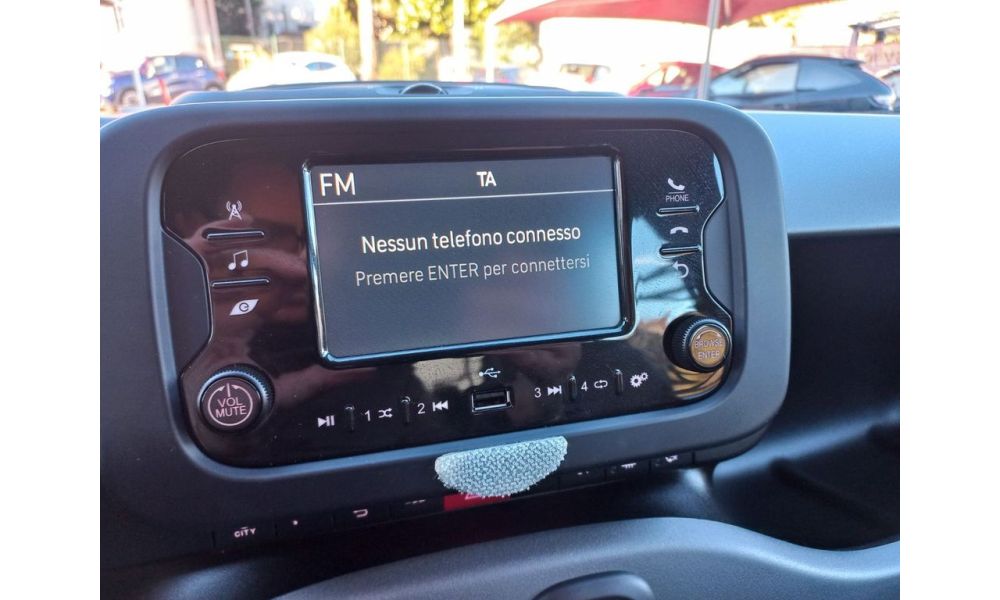 FM TA
Nessun telefono connesso
Premere ENTER per connettersi
PHONE
BROWSE
ENTER
VOL
MUTE
1 2 3 4
CITY